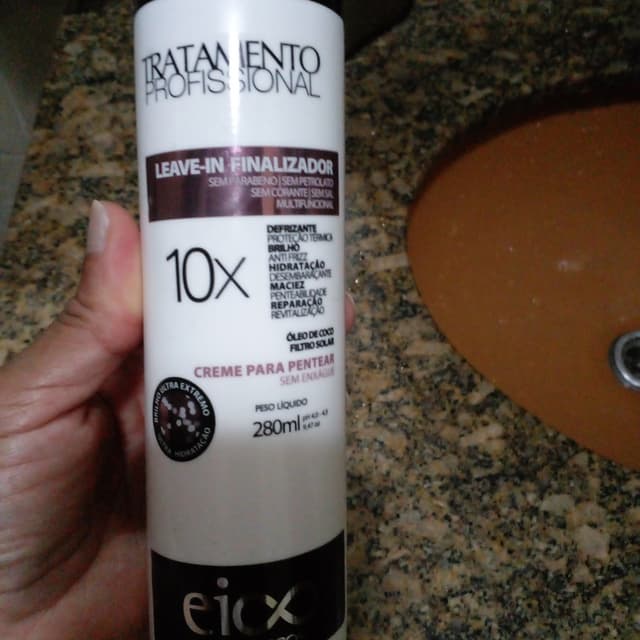 TRATAMENTO
PROFISSIONAL
LEAVE-IN FINALIZADOR
SEM PARABENO | SEM PETROLATO
SEM CORANTE | SEM SAL
MULTIFUNCIONAL
10x
DEFRIZANTE
PROTEÇÃO TÉRMICA
BRILHO
ANTI FRIZZ
HIDRATAÇÃO
DESEMBARAÇANTE
MACIEZ
PENTEABILIDADE
REPARAÇÃO
REVITALIZAÇÃO
ÓLEO DE COCO
FILTRO SOLAR
CREME PARA PENTEAR
SEM ENXÁGUE
EXTREMO
PESO LÍQUIDO
280ml
eico